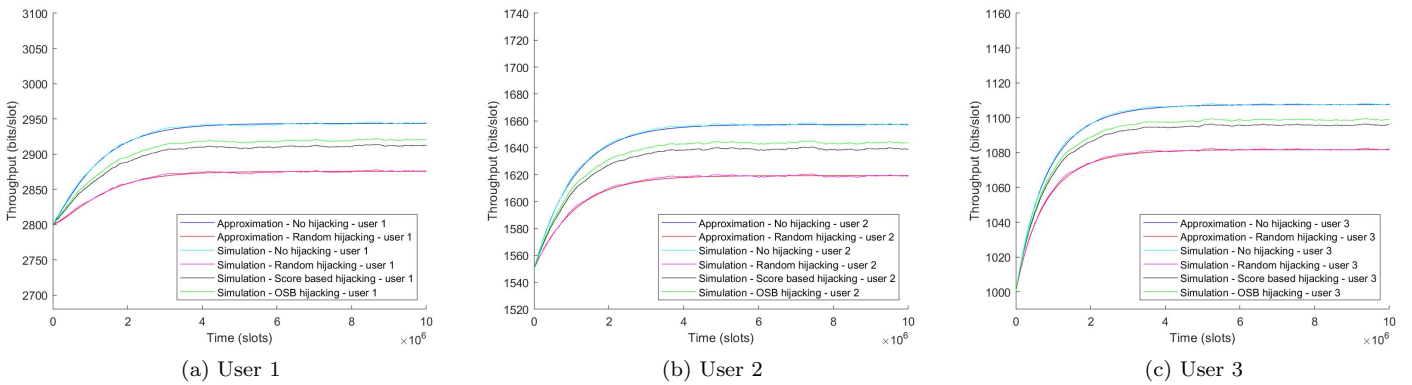 3100
3050
3000
2950
2900
2850
2800
2750
2700
Throughput (bits/slot)
Approximation - No hijacking - user 1
Approximation - Random hijacking - user 1
Simulation - No hijacking - user 1
Simulation - Random hijacking - user 1
Simulation - Score based hijacking - user 1
Simulation - OSB hijacking - user 1
0 2 4 6 8 10
Time (slots)
×10⁶
(a) User 1
1740
1720
1700
1680
1660
1640
1620
1600
1580
1560
1540
1520
Throughput (bits/slot)
Approximation - No hijacking - user 2
Approximation - Random hijacking - user 2
Simulation - No hijacking - user 2
Simulation - Random hijacking - user 2
Simulation - Score based hijacking - user 2
Simulation - OSB hijacking - user 2
0 2 4 6 8 10
Time (slots)
×10⁶
(b) User 2
1160
1140
1120
1100
1080
1060
1040
1020
1000
Throughput (bits/slot)
Approximation - No hijacking - user 3
Approximation - Random hijacking - user 3
Simulation - No hijacking - user 3
Simulation - Random hijacking - user 3
Simulation - Score based hijacking - user 3
Simulation - OSB hijacking - user 3
0 2 4 6 8 10
Time (slots)
×10⁶
(c) User 3